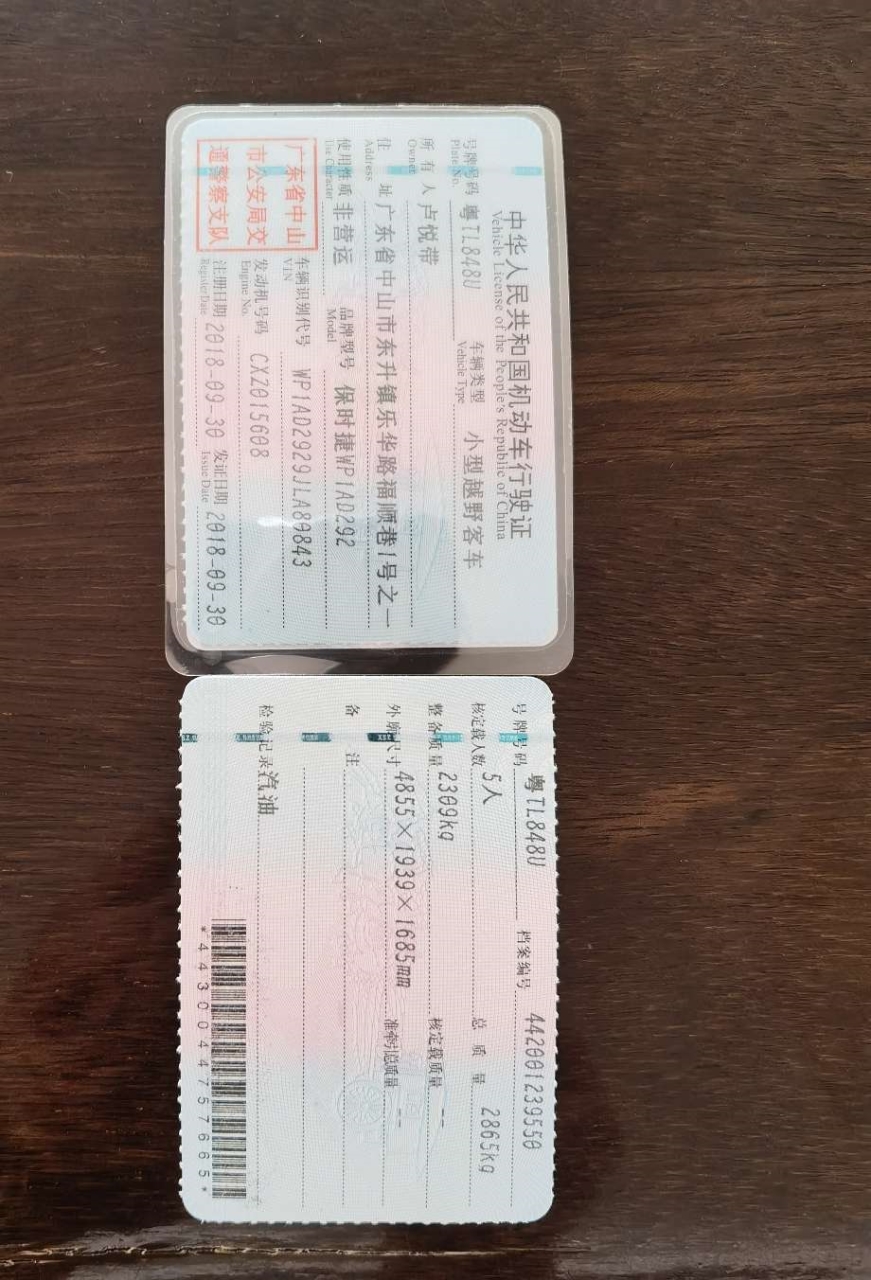 中华人民共和国机动车行驶证
Vehicle License of the People's Republic of China
号牌号码 粤TL848U 车辆类型 小型越野客车
Plate No. Vehicle Type
所有人 卢悦带
Owner
住址 广东省中山市东升镇乐华路福顺巷1号之一
Address
使用性质 非营运 品牌型号 保时捷WP1AD292
Use Character Model
广东省中山
市公安局交
通警察支队
车辆识别代号 WP1AD2929JLA89843
VIN
发动机号码 CXZ015608
Engine No.
注册日期 2018-09-30 发证日期 2018-09-30
Register Date Issue Date
号牌号码 粤TL848U 档案编号 442001239550
核定载人数 5人 总质量 2865kg
整备质量 2309kg 核定载质量 --
外廓尺寸 4855×1939×1685mm 准牵引总质量 --
备注
检验记录 汽油
*4430044757665*